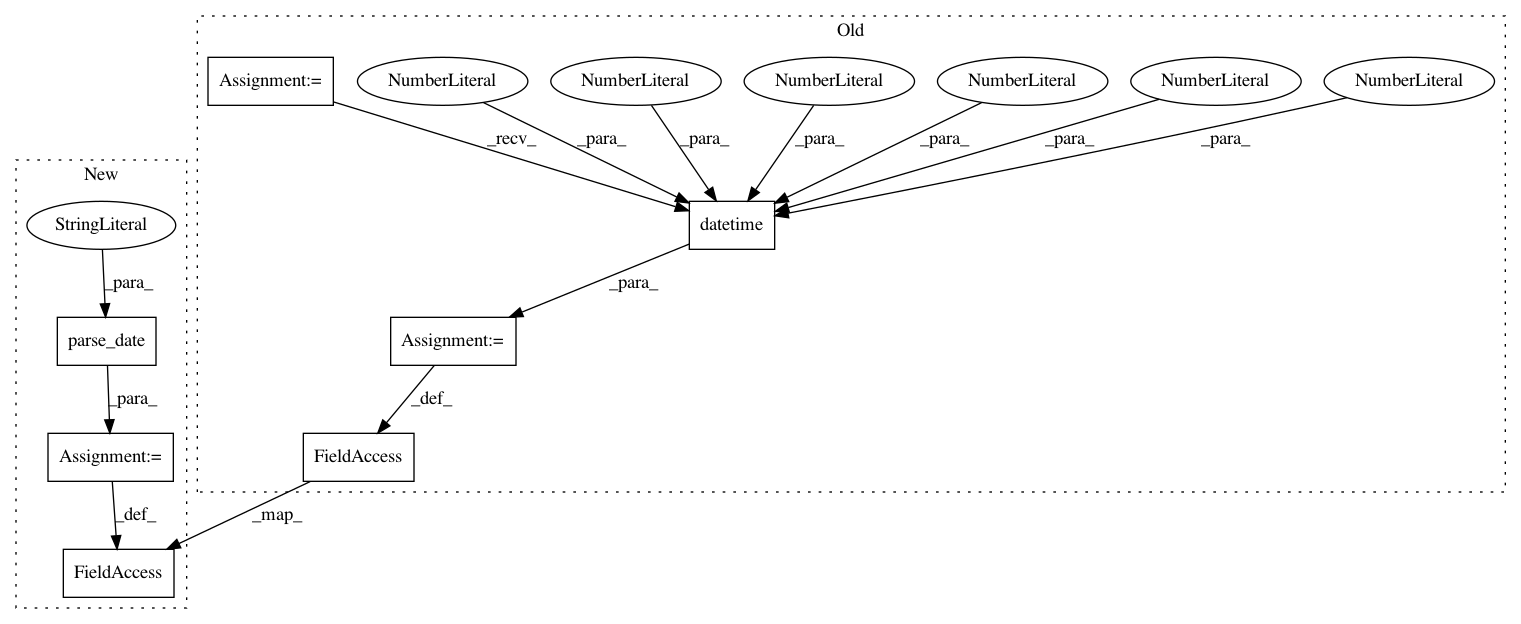 Old
Assignment:=
NumberLiteral
NumberLiteral
NumberLiteral
NumberLiteral
NumberLiteral
NumberLiteral
_recv_
_para_
_para_
_para_
_para_
_para_
_para_
New
StringLiteral
datetime
_para_
_para_
parse_date
Assignment:=
_para_
_def_
Assignment:=
FieldAccess
_def_
_map_
FieldAccess